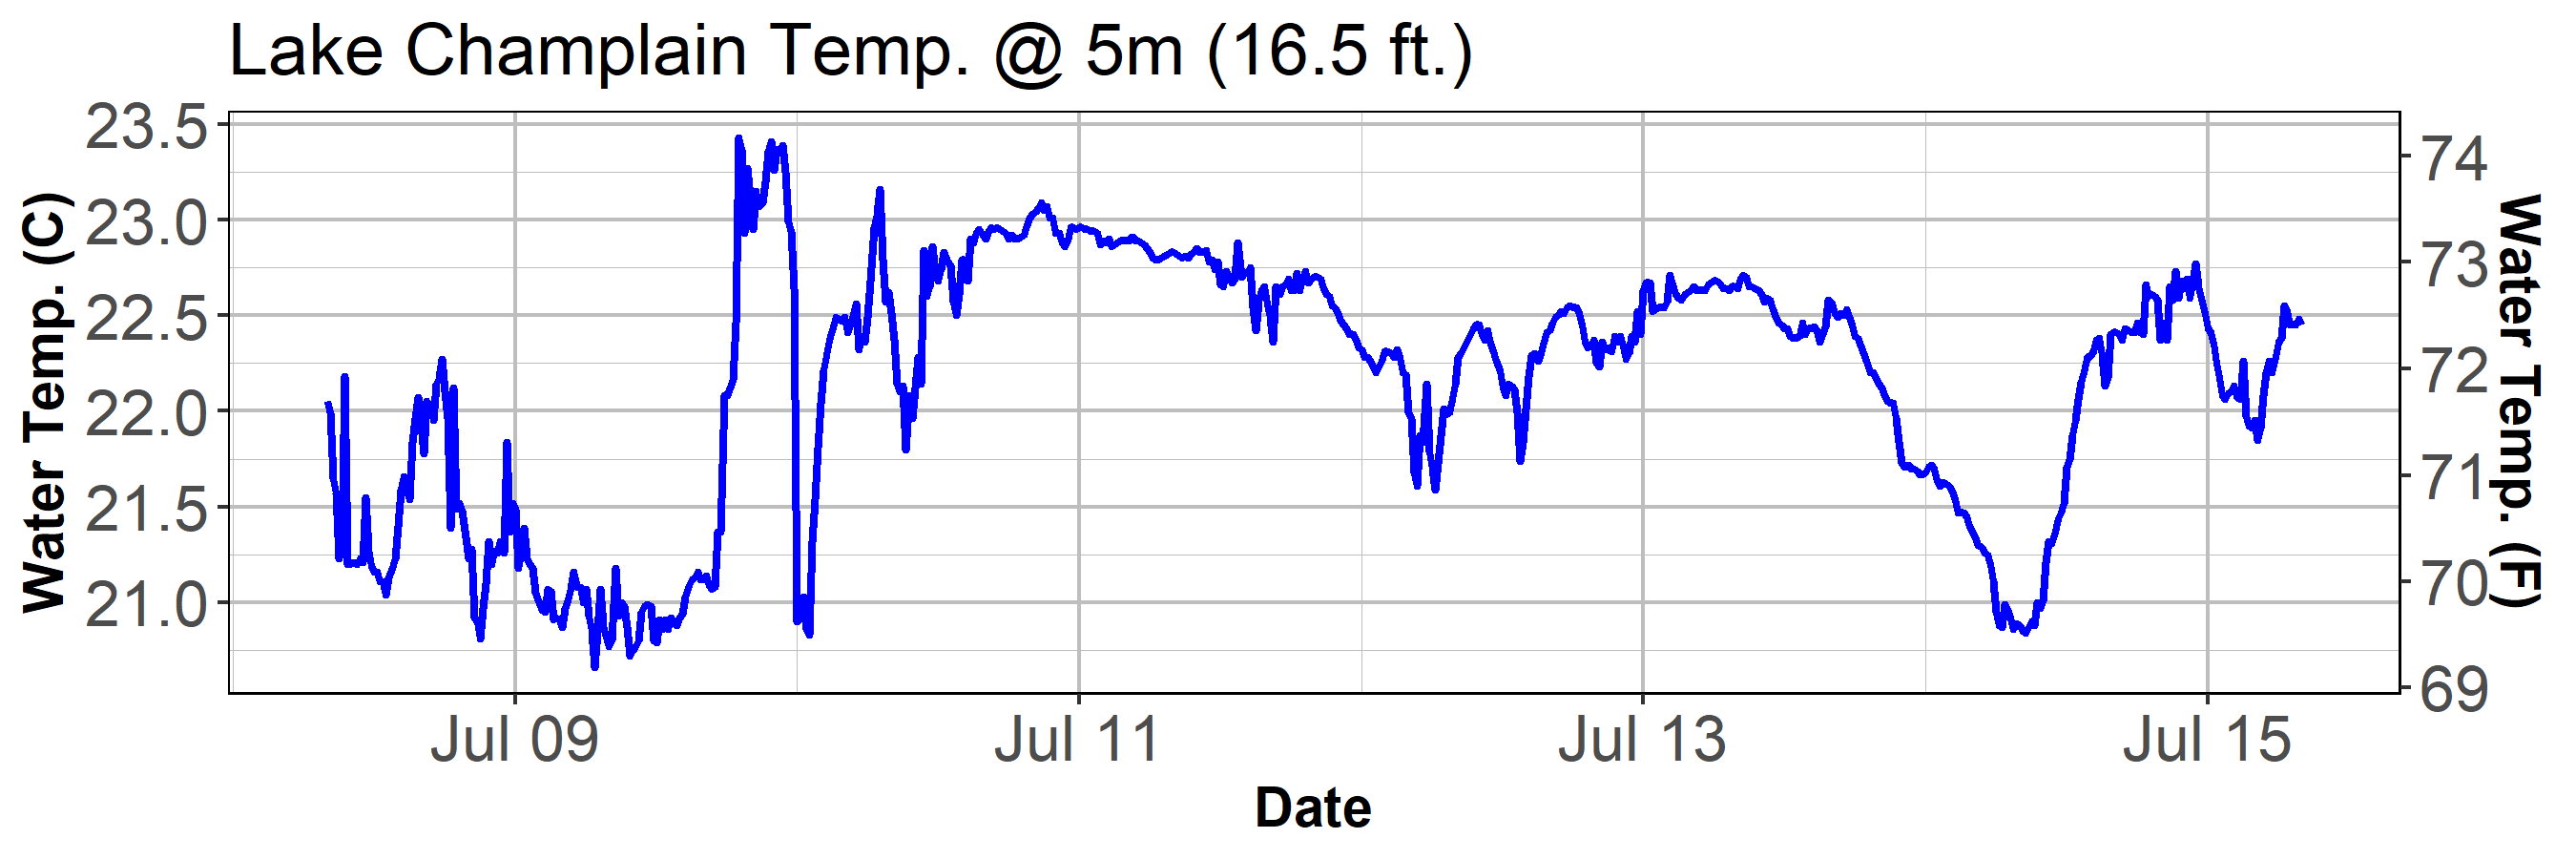 Lake Champlain Temp. @ 5m (16.5 ft.)
Water Temp. (C)
23.5
23.0
22.5
22.0
21.5
21.0
74
73
72
71
70
69
Water Temp. (F)
Jul 09 Jul 11 Jul 13 Jul 15
Date